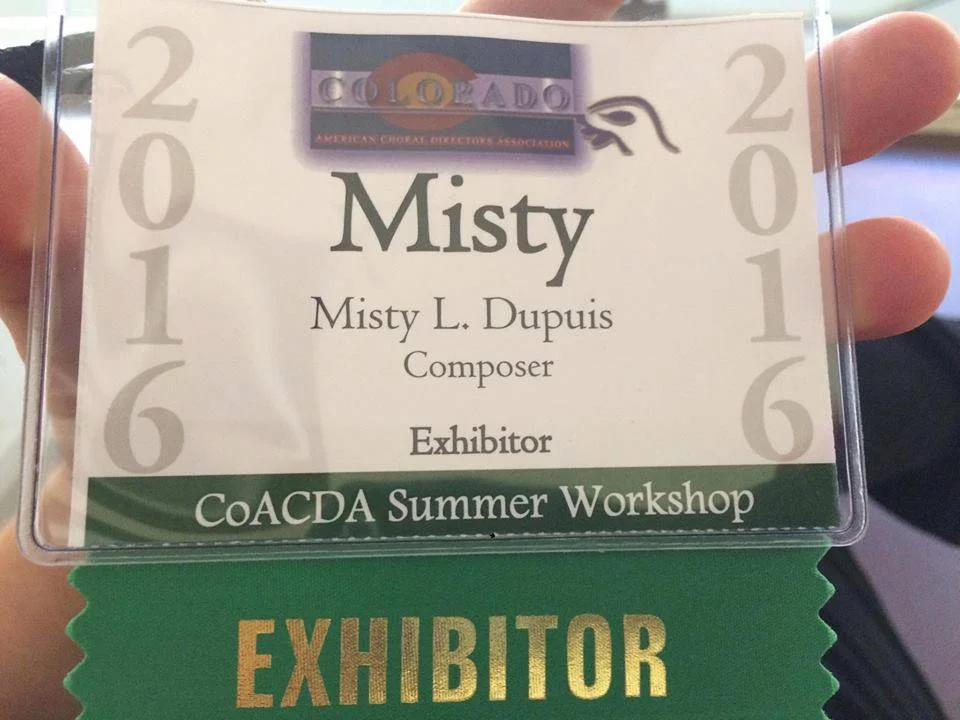 2016
COLORADO
AMERICAN CHORAL DIRECTORS ASSOCIATION
2016
Misty
Misty L. Dupuis
Composer
Exhibitor
CoACDA Summer Workshop
EXHIBITOR